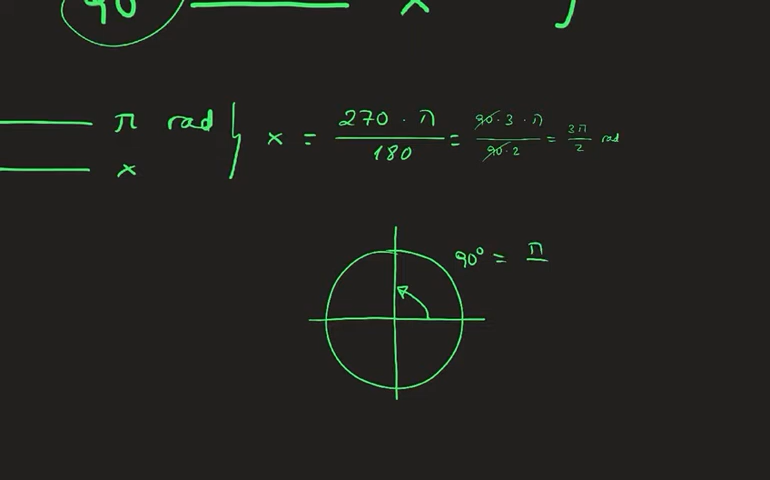 90 x
π rad x = 270 · π / 180 = 90 · 3 · π / 90 · 2 = 3π / 2 rad
x
90° = π